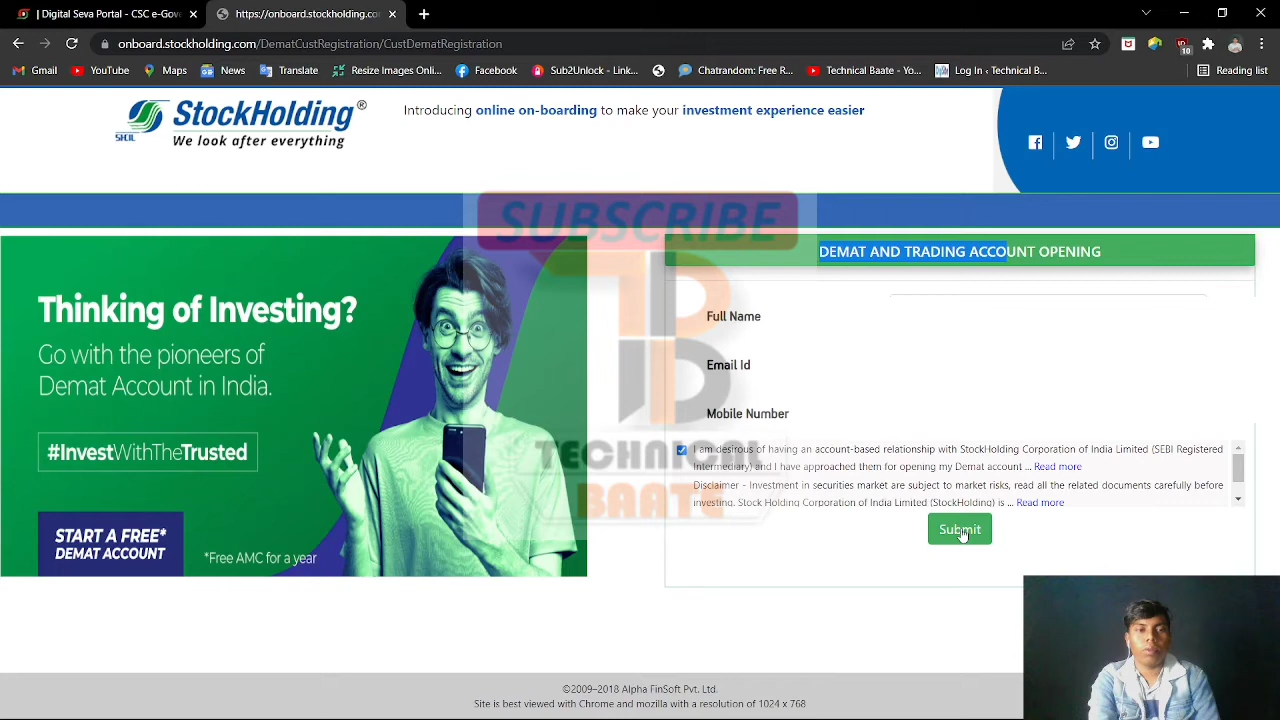 | Digital Seva Portal - CSC e-Gove
https://onboard.stockholding.com
onboard.stockholding.com/DematCustRegistration/CustDematRegistration
Gmail
YouTube
Maps
News
Translate
Resize Images Onl...
Facebook
Sub2Unlock - Link...
Chatrandom: Free R...
Technical Baate - Yo...
Log In ‹ Technical B...
Reading list
10
StockHolding®
SHCIL
We look after everything
Introducing online on-boarding to make your investment experience easier
SUBSCRIBE
DEMAT AND TRADING ACCOUNT OPENING
Thinking of Investing?
Go with the pioneers of
Demat Account in India.
#InvestWithTheTrusted
START A FREE*
DEMAT ACCOUNT
*Free AMC for a year
Full Name
Email Id
Mobile Number
I am desirous of having an account-based relationship with StockHolding Corporation of India Limited (SEBI Registered
Intermediary) and I have approached them for opening my Demat account ... Read more
Disclaimer - Investment in securities market are subject to market risks, read all the related documents carefully before
investing. Stock Holding Corporation of India Limited (StockHolding) is ... Read more
TECHNICAL
BAATE
Submit
©2009–2018 Alpha FinSoft Pvt. Ltd.
Site is best viewed with Chrome and mozilla with a resolution of 1024 x 768